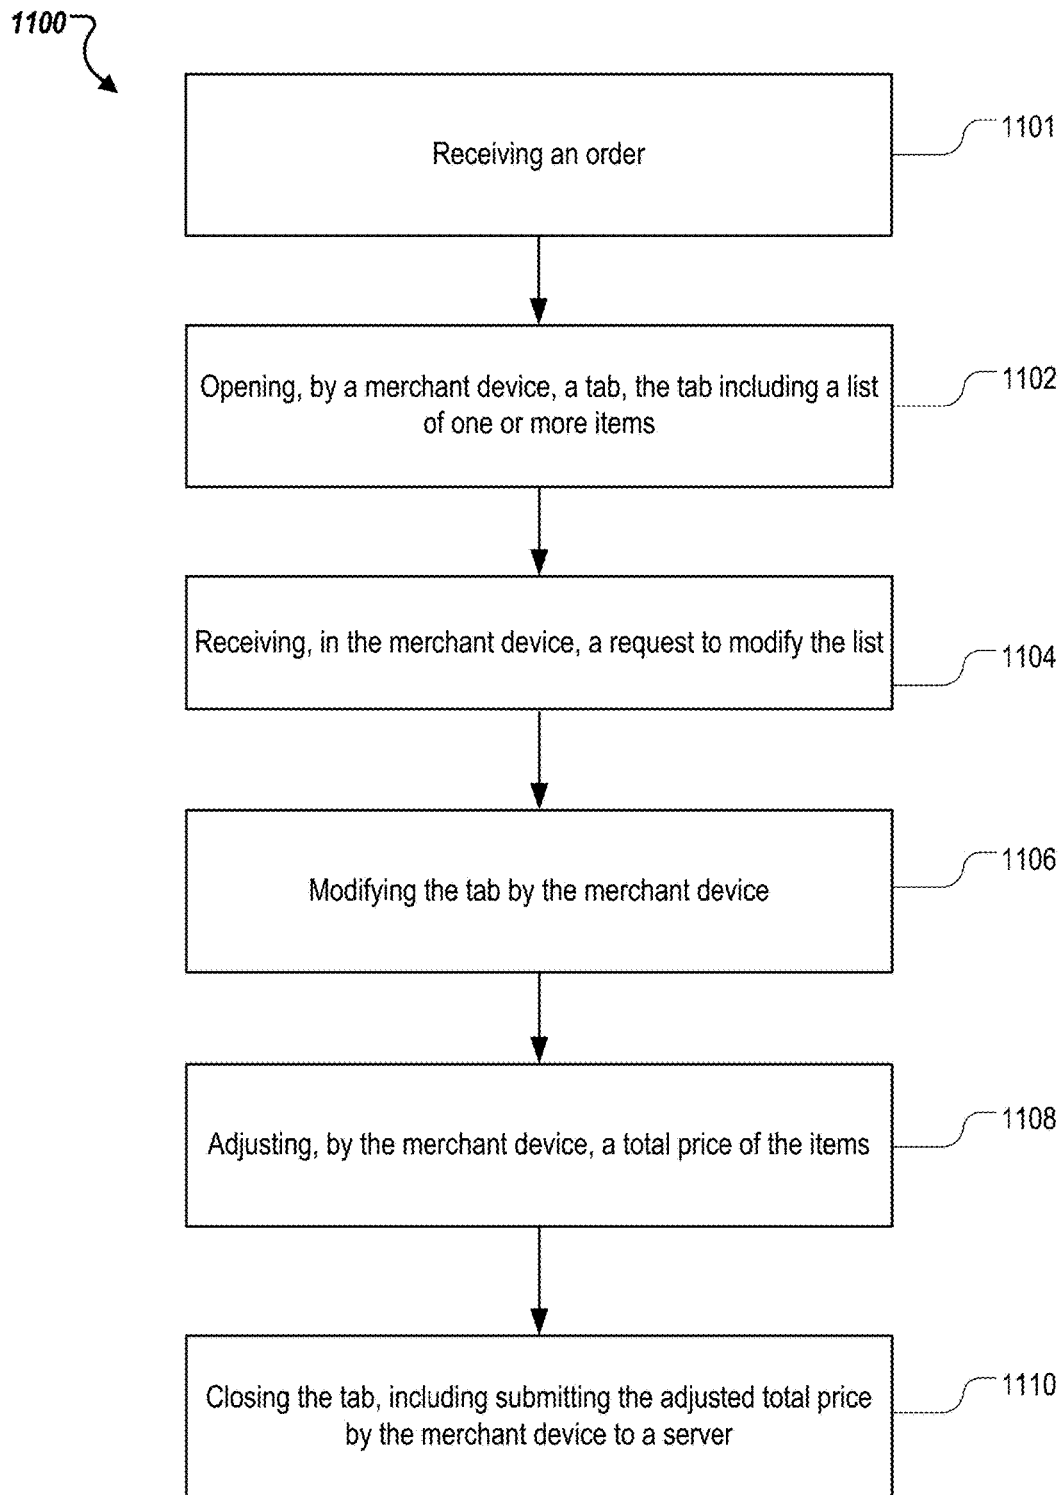 1100
Receiving an order
1101
Opening, by a merchant device, a tab, the tab including a list
of one or more items
1102
Receiving, in the merchant device, a request to modify the list
1104
Modifying the tab by the merchant device
1106
Adjusting, by the merchant device, a total price of the items
1108
Closing the tab, including submitting the adjusted total price
by the merchant device to a server
1110